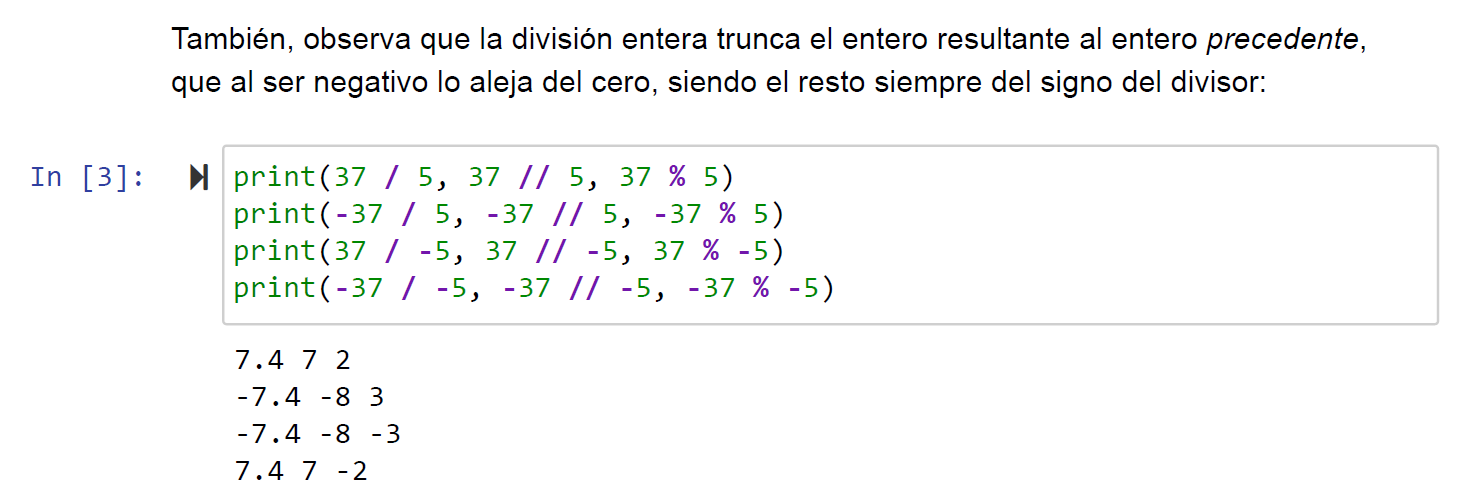 También, observa que la división entera trunca el entero resultante al entero precedente,
que al ser negativo lo aleja del cero, siendo el resto siempre del signo del divisor:
In [3]:
print(37 / 5, 37 // 5, 37 % 5)
print(-37 / 5, -37 // 5, -37 % 5)
print(37 / -5, 37 // -5, 37 % -5)
print(-37 / -5, -37 // -5, -37 % -5)
7.4 7 2
-7.4 -8 3
-7.4 -8 -3
7.4 7 -2